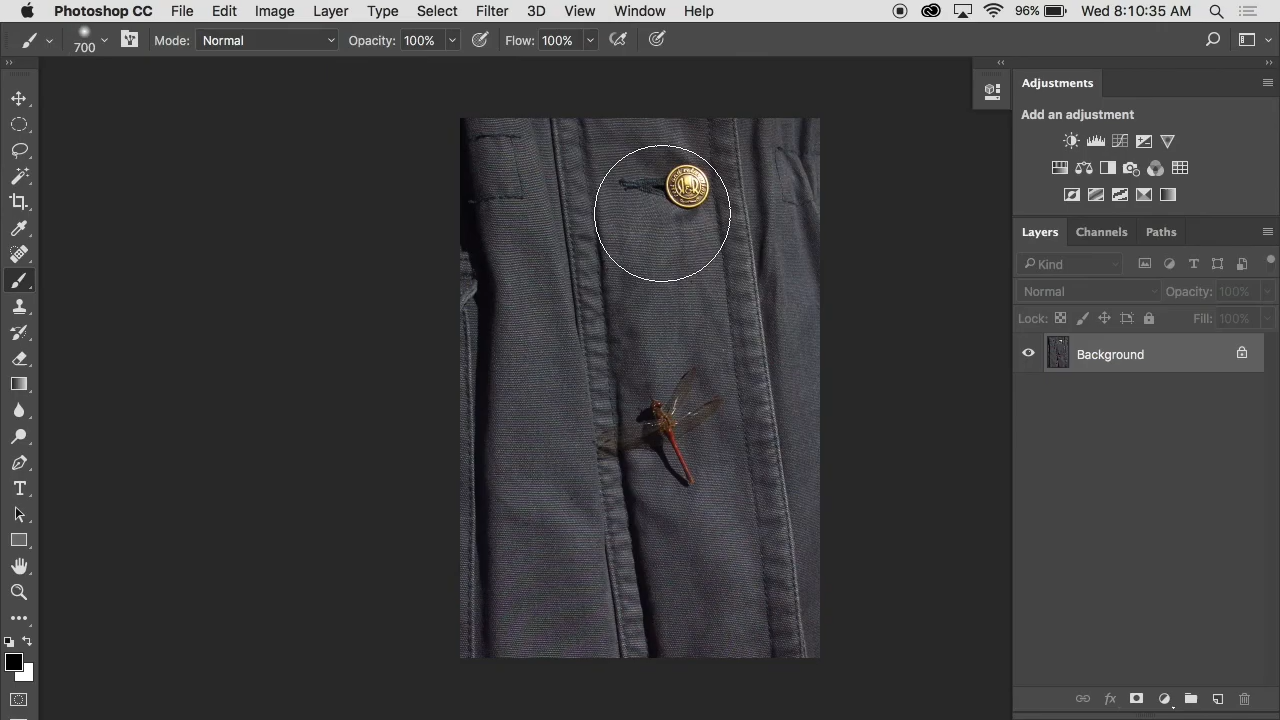 Photoshop CC File Edit Image Layer Type Select Filter 3D View Window Help 96% Wed 8:10:35 AM
700 Mode: Normal Opacity: 100% Flow: 100%
Adjustments
Add an adjustment
Layers Channels Paths
Kind
Normal Opacity: 100%
Lock: Fill: 100%
Background